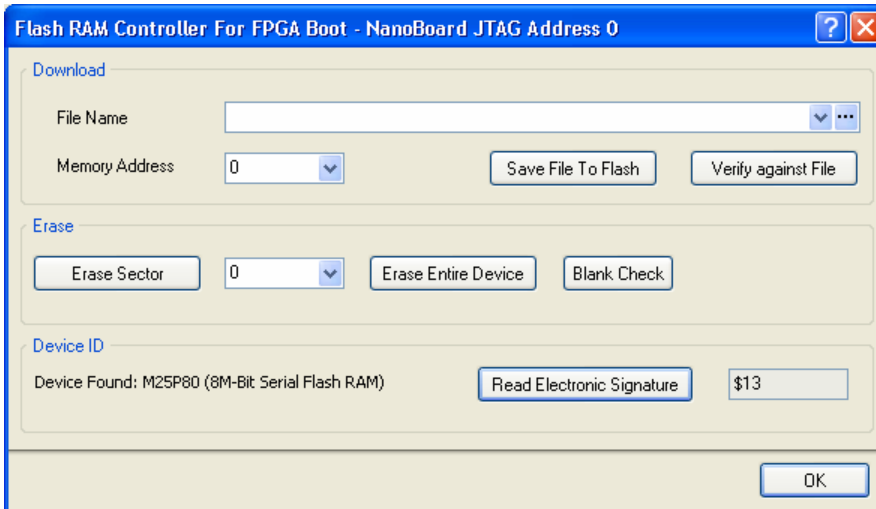 Flash RAM Controller For FPGA Boot - NanoBoard JTAG Address 0
Download
File Name
Memory Address 0 Save File To Flash Verify against File
Erase
Erase Sector 0 Erase Entire Device Blank Check
Device ID
Device Found: M25P80 (8M-Bit Serial Flash RAM) Read Electronic Signature $13
OK